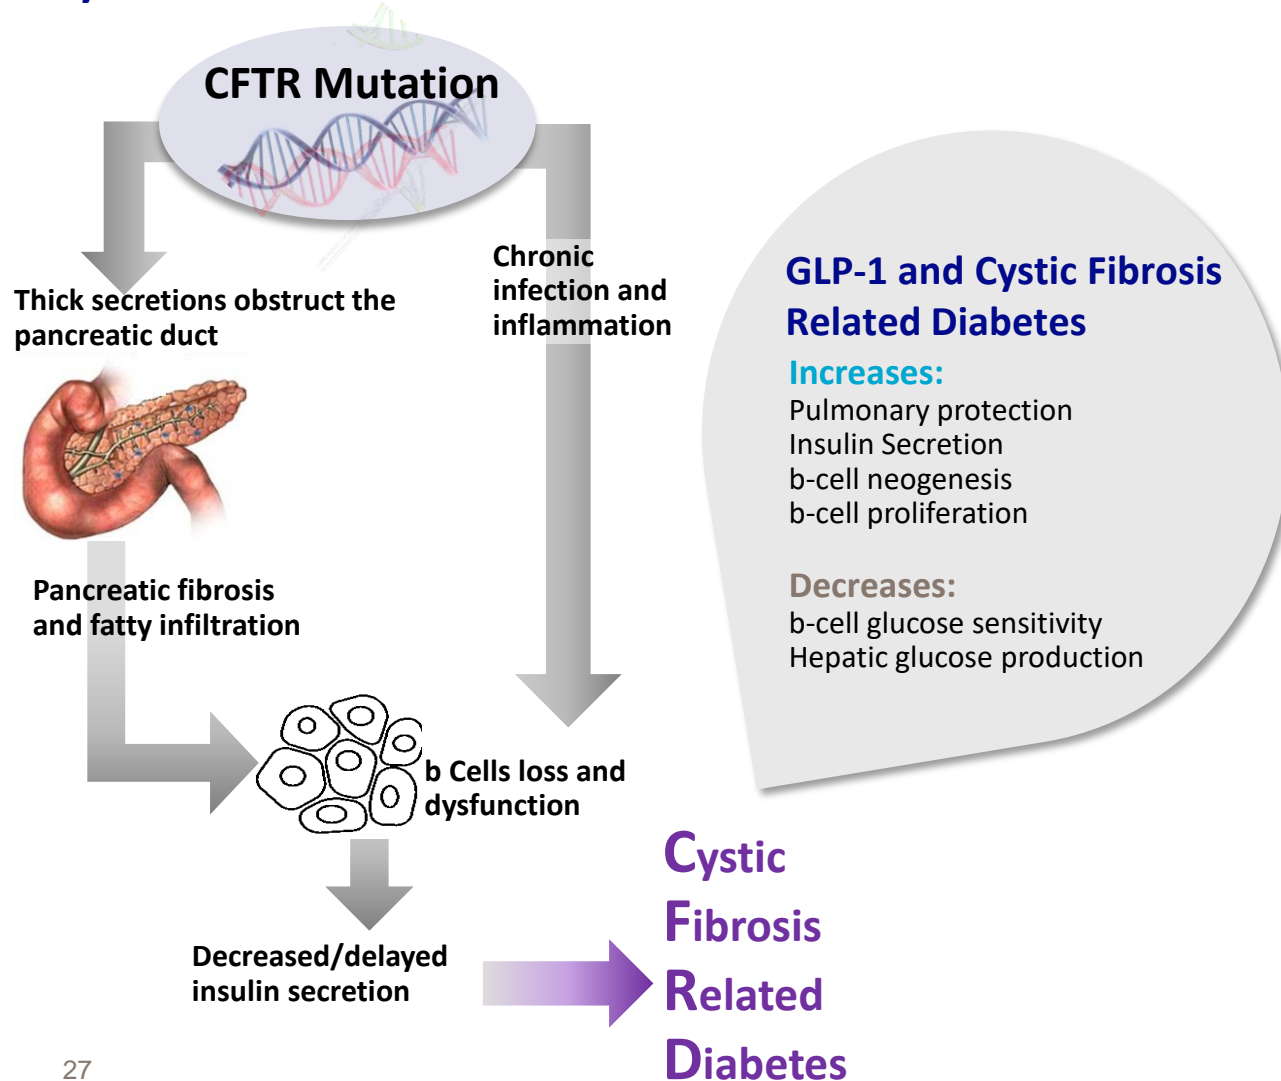 CFTR Mutation
Thick secretions obstruct the
pancreatic duct
Chronic
infection and
inflammation
Pancreatic fibrosis
and fatty infiltration
b Cells loss and
dysfunction
Decreased/delayed
insulin secretion
Cystic
Fibrosis
Related
Diabetes
GLP-1 and Cystic Fibrosis
Related Diabetes
Increases:
Pulmonary protection
Insulin Secretion
b-cell neogenesis
b-cell proliferation
Decreases:
b-cell glucose sensitivity
Hepatic glucose production
27